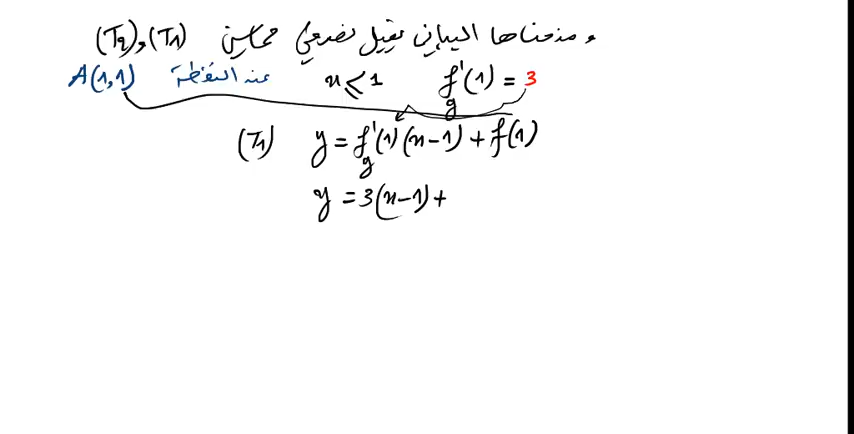 و منحناها البياني يقبل نصفي مماسين (T₁) و (T₂)
عند النقطة A(1,1) x ⩽ 1 f'g(1) = 3
(T₁) y = f'g(1)(x-1) + f(1)
y = 3(x-1) +